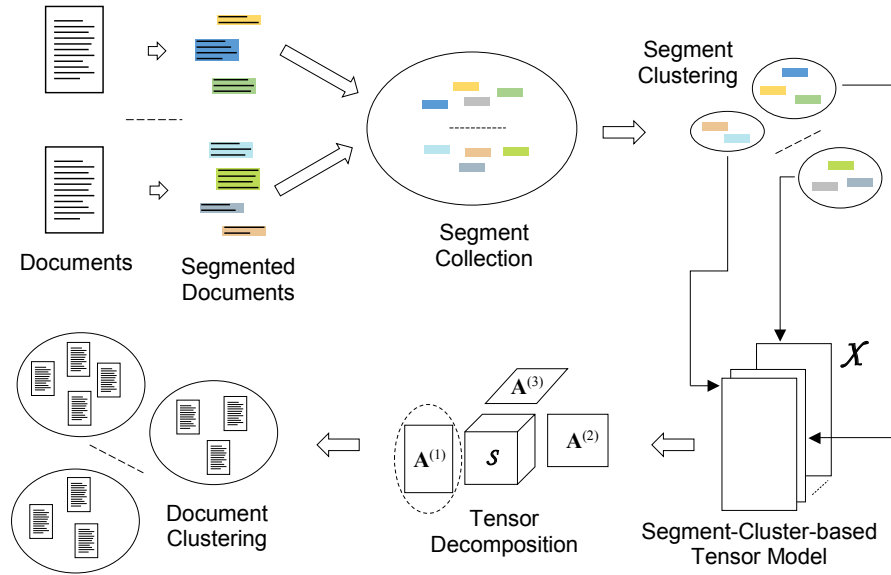 Documents
Segmented
Documents
Segment
Collection
Segment
Clustering
X
Segment-Cluster-based
Tensor Model
A(3)
A(1)
S
A(2)
Tensor
Decomposition
Document
Clustering